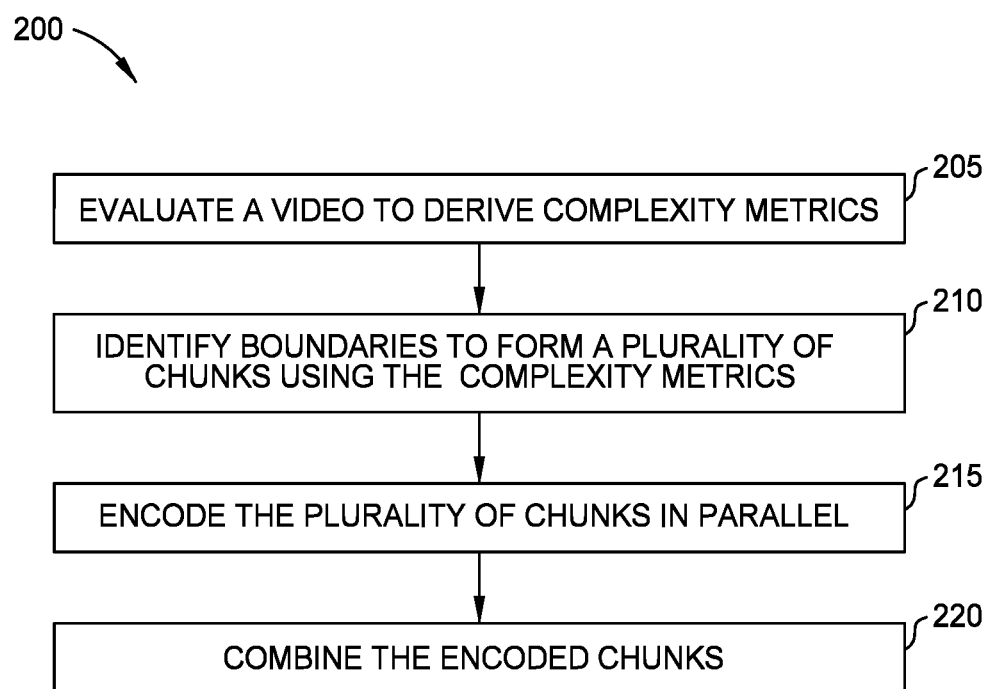 200
205
EVALUATE A VIDEO TO DERIVE COMPLEXITY METRICS
210
IDENTIFY BOUNDARIES TO FORM A PLURALITY OF
CHUNKS USING THE COMPLEXITY METRICS
215
ENCODE THE PLURALITY OF CHUNKS IN PARALLEL
220
COMBINE THE ENCODED CHUNKS